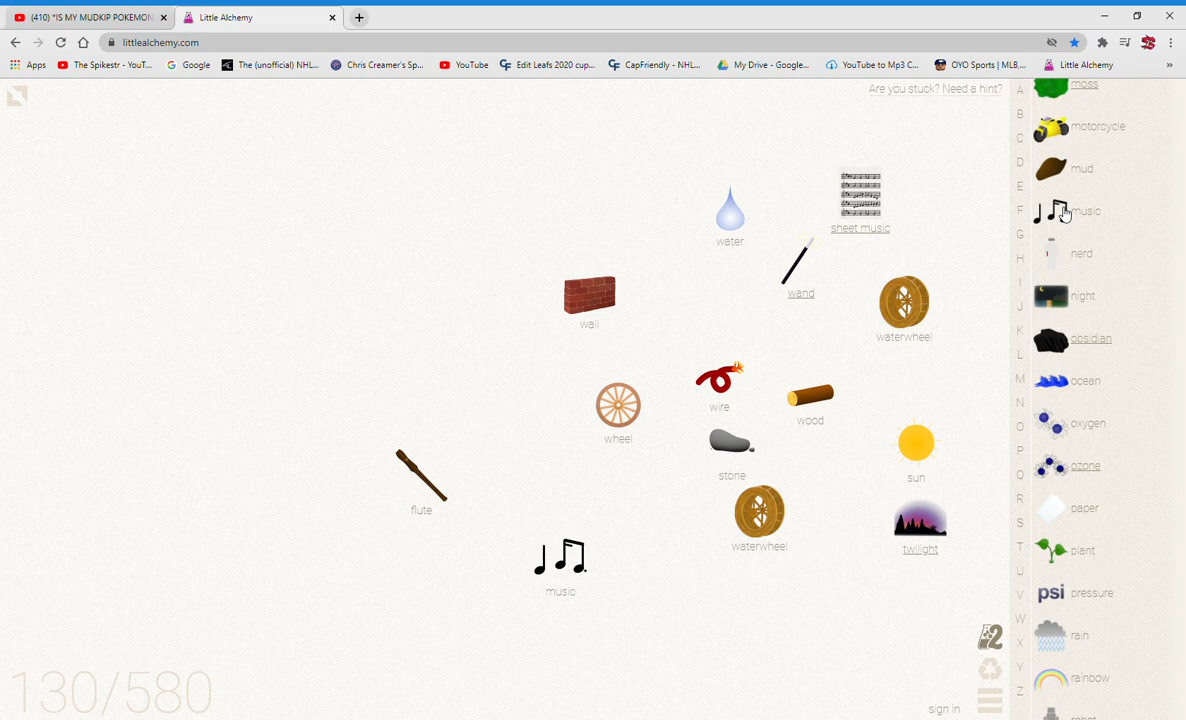 (410) *IS MY MUDKIP POKEMON
Little Alchemy
littlealchemy.com
Apps
The Spikestr - YouT...
Google
The (unofficial) NHL...
Chris Creamer's Sp...
YouTube
Edit Leafs 2020 cup...
CapFriendly - NHL...
My Drive - Google...
YouTube to Mp3 C...
OYO Sports | MLB,...
Little Alchemy
»
Are you stuck? Need a hint?
water
sheet music
wand
wall
waterwheel
wire
wood
wheel
stone
sun
flute
waterwheel
twilight
music
130/580
2
sign in
A
B
C
D
E
F
G
H
I
J
K
L
M
N
O
P
Q
R
S
T
U
V
W
X
Y
Z
moss
motorcycle
mud
music
nerd
night
obsidian
ocean
oxygen
ozone
paper
plant
psi pressure
rain
rainbow
robot